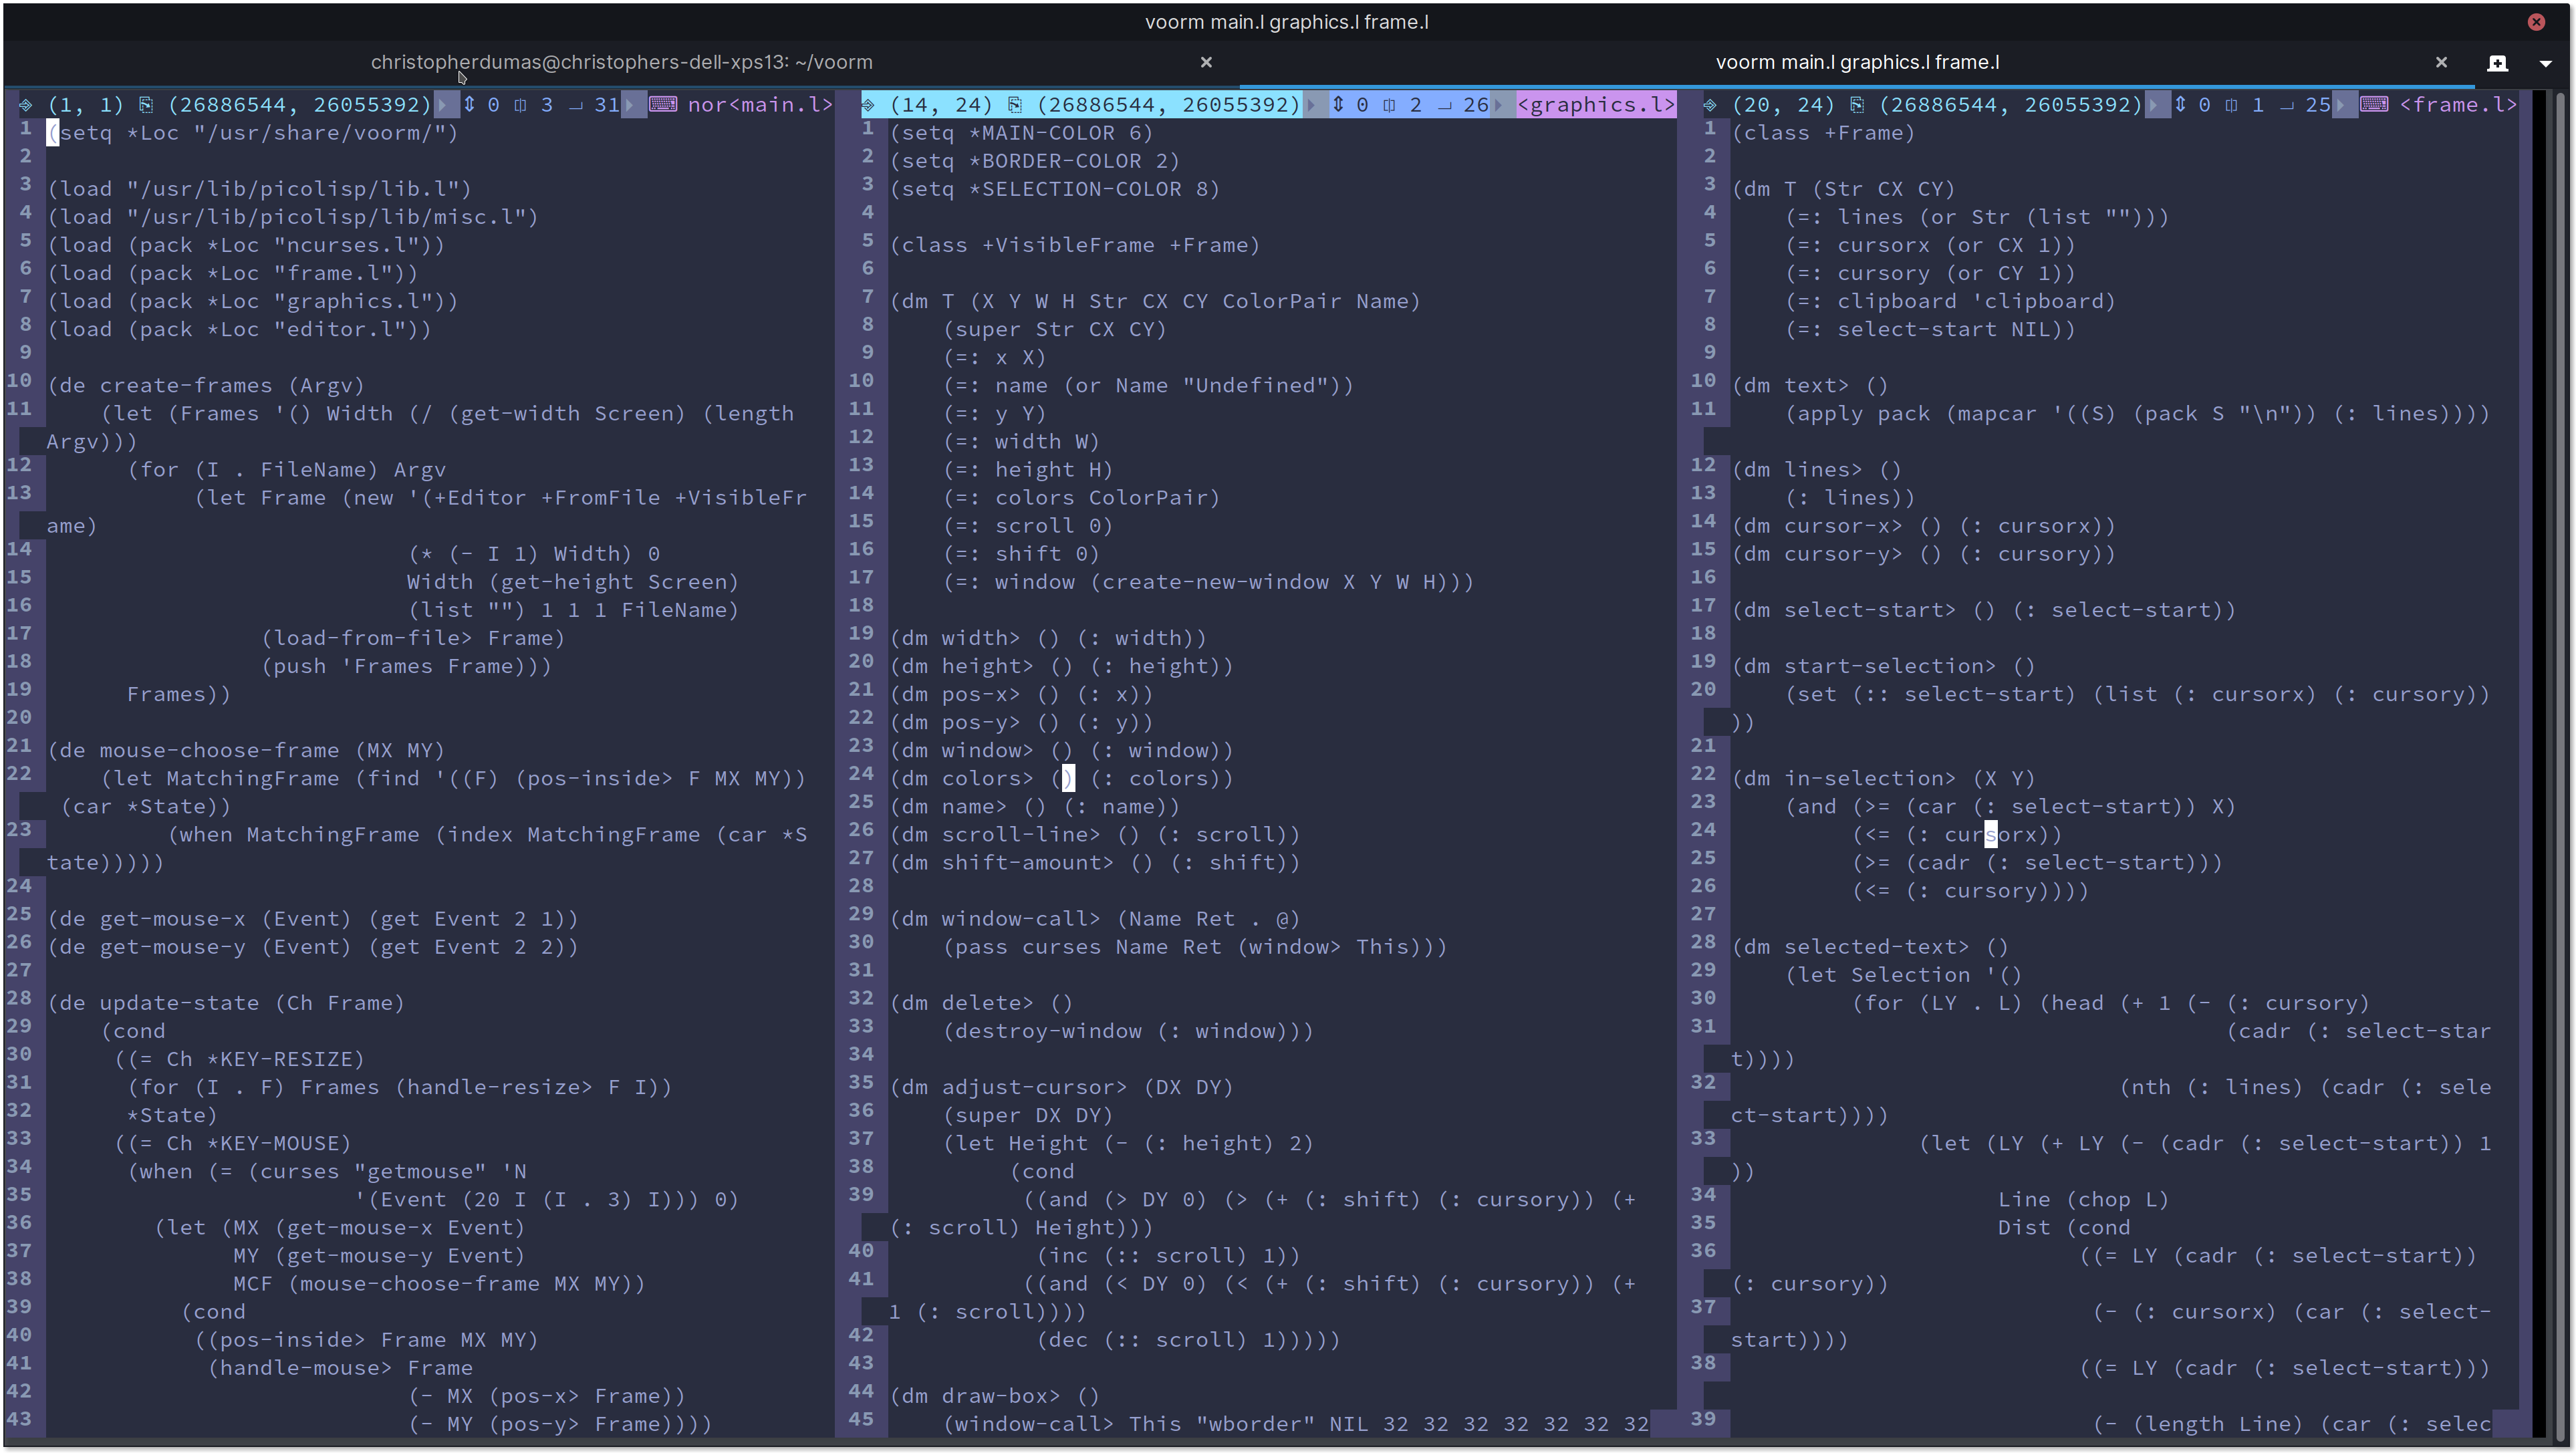 voorm main.l graphics.l frame.l
christopherdumas@christophers-dell-xps13: ~/voorm
voorm main.l graphics.l frame.l
(1, 1) (26886544, 26055392) 0 3 31 nor<main.l>
1 (setq *Loc "/usr/share/voorm/")
2
3 (load "/usr/lib/picolisp/lib.l")
4 (load "/usr/lib/picolisp/lib/misc.l")
5 (load (pack *Loc "ncurses.l"))
6 (load (pack *Loc "frame.l"))
7 (load (pack *Loc "graphics.l"))
8 (load (pack *Loc "editor.l"))
9
10 (de create-frames (Argv)
11 (let (Frames '() Width (/ (get-width Screen) (length
Argv)))
12 (for (I . FileName) Argv
13 (let Frame (new '(+Editor +FromFile +VisibleFr
ame)
14 (* (- I 1) Width) 0
15 Width (get-height Screen)
16 (list "") 1 1 1 FileName)
17 (load-from-file> Frame)
18 (push 'Frames Frame)))
19 Frames))
20
21 (de mouse-choose-frame (MX MY)
22 (let MatchingFrame (find '((F) (pos-inside> F MX MY))
(car *State))
23 (when MatchingFrame (index MatchingFrame (car *S
tate)))))
24
25 (de get-mouse-x (Event) (get Event 2 1))
26 (de get-mouse-y (Event) (get Event 2 2))
27
28 (de update-state (Ch Frame)
29 (cond
30 ((= Ch *KEY-RESIZE)
31 (for (I . F) Frames (handle-resize> F I))
32 *State)
33 ((= Ch *KEY-MOUSE)
34 (when (= (curses "getmouse" 'N
35 '(Event (20 I (I . 3) I))) 0)
36 (let (MX (get-mouse-x Event)
37 MY (get-mouse-y Event)
38 MCF (mouse-choose-frame MX MY))
39 (cond
40 ((pos-inside> Frame MX MY)
41 (handle-mouse> Frame
42 (- MX (pos-x> Frame))
43 (- MY (pos-y> Frame))))
(14, 24) (26886544, 26055392) 0 2 26 <graphics.l>
1 (setq *MAIN-COLOR 6)
2 (setq *BORDER-COLOR 2)
3 (setq *SELECTION-COLOR 8)
4
5 (class +VisibleFrame +Frame)
6
7 (dm T (X Y W H Str CX CY ColorPair Name)
8 (super Str CX CY)
9 (=: x X)
10 (=: name (or Name "Undefined"))
11 (=: y Y)
12 (=: width W)
13 (=: height H)
14 (=: colors ColorPair)
15 (=: scroll 0)
16 (=: shift 0)
17 (=: window (create-new-window X Y W H)))
18
19 (dm width> () (: width))
20 (dm height> () (: height))
21 (dm pos-x> () (: x))
22 (dm pos-y> () (: y))
23 (dm window> () (: window))
24 (dm colors> () (: colors))
25 (dm name> () (: name))
26 (dm scroll-line> () (: scroll))
27 (dm shift-amount> () (: shift))
28
29 (dm window-call> (Name Ret . @)
30 (pass curses Name Ret (window> This)))
31
32 (dm delete> ()
33 (destroy-window (: window)))
34
35 (dm adjust-cursor> (DX DY)
36 (super DX DY)
37 (let Height (- (: height) 2)
38 (cond
39 ((and (> DY 0) (> (+ (: shift) (: cursory)) (+
(: scroll) Height)))
40 (inc (:: scroll) 1))
41 ((and (< DY 0) (< (+ (: shift) (: cursory)) (+
1 (: scroll))))
42 (dec (:: scroll) 1)))))
43
44 (dm draw-box> ()
45 (window-call> This "wborder" NIL 32 32 32 32 32 32 32
(20, 24) (26886544, 26055392) 0 1 25 <frame.l>
1 (class +Frame)
2
3 (dm T (Str CX CY)
4 (=: lines (or Str (list "")))
5 (=: cursorx (or CX 1))
6 (=: cursory (or CY 1))
7 (=: clipboard 'clipboard)
8 (=: select-start NIL))
9
10 (dm text> ()
11 (apply pack (mapcar '((S) (pack S "\n")) (: lines))))
12 (dm lines> ()
13 (: lines))
14 (dm cursor-x> () (: cursorx))
15 (dm cursor-y> () (: cursory))
16
17 (dm select-start> () (: select-start))
18
19 (dm start-selection> ()
20 (set (:: select-start) (list (: cursorx) (: cursory))
))
21
22 (dm in-selection> (X Y)
23 (and (>= (car (: select-start)) X)
24 (<= (: cursorx))
25 (>= (cadr (: select-start)))
26 (<= (: cursory))))
27
28 (dm selected-text> ()
29 (let Selection '()
30 (for (LY . L) (head (+ 1 (- (: cursory)
31 (cadr (: select-star
t))))
32 (nth (: lines) (cadr (: sele
ct-start))))
33 (let (LY (+ LY (- (cadr (: select-start)) 1
))
34 Line (chop L)
35 Dist (cond
36 ((= LY (cadr (: select-start))
(: cursory))
37 (- (: cursorx) (car (: select-
start))))
38 ((= LY (cadr (: select-start)))
39 (- (length Line) (car (: selec